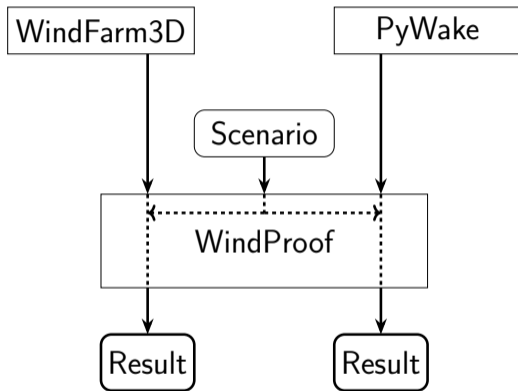 WindFarm3D
PyWake
Scenario
WindProof
Result
Result